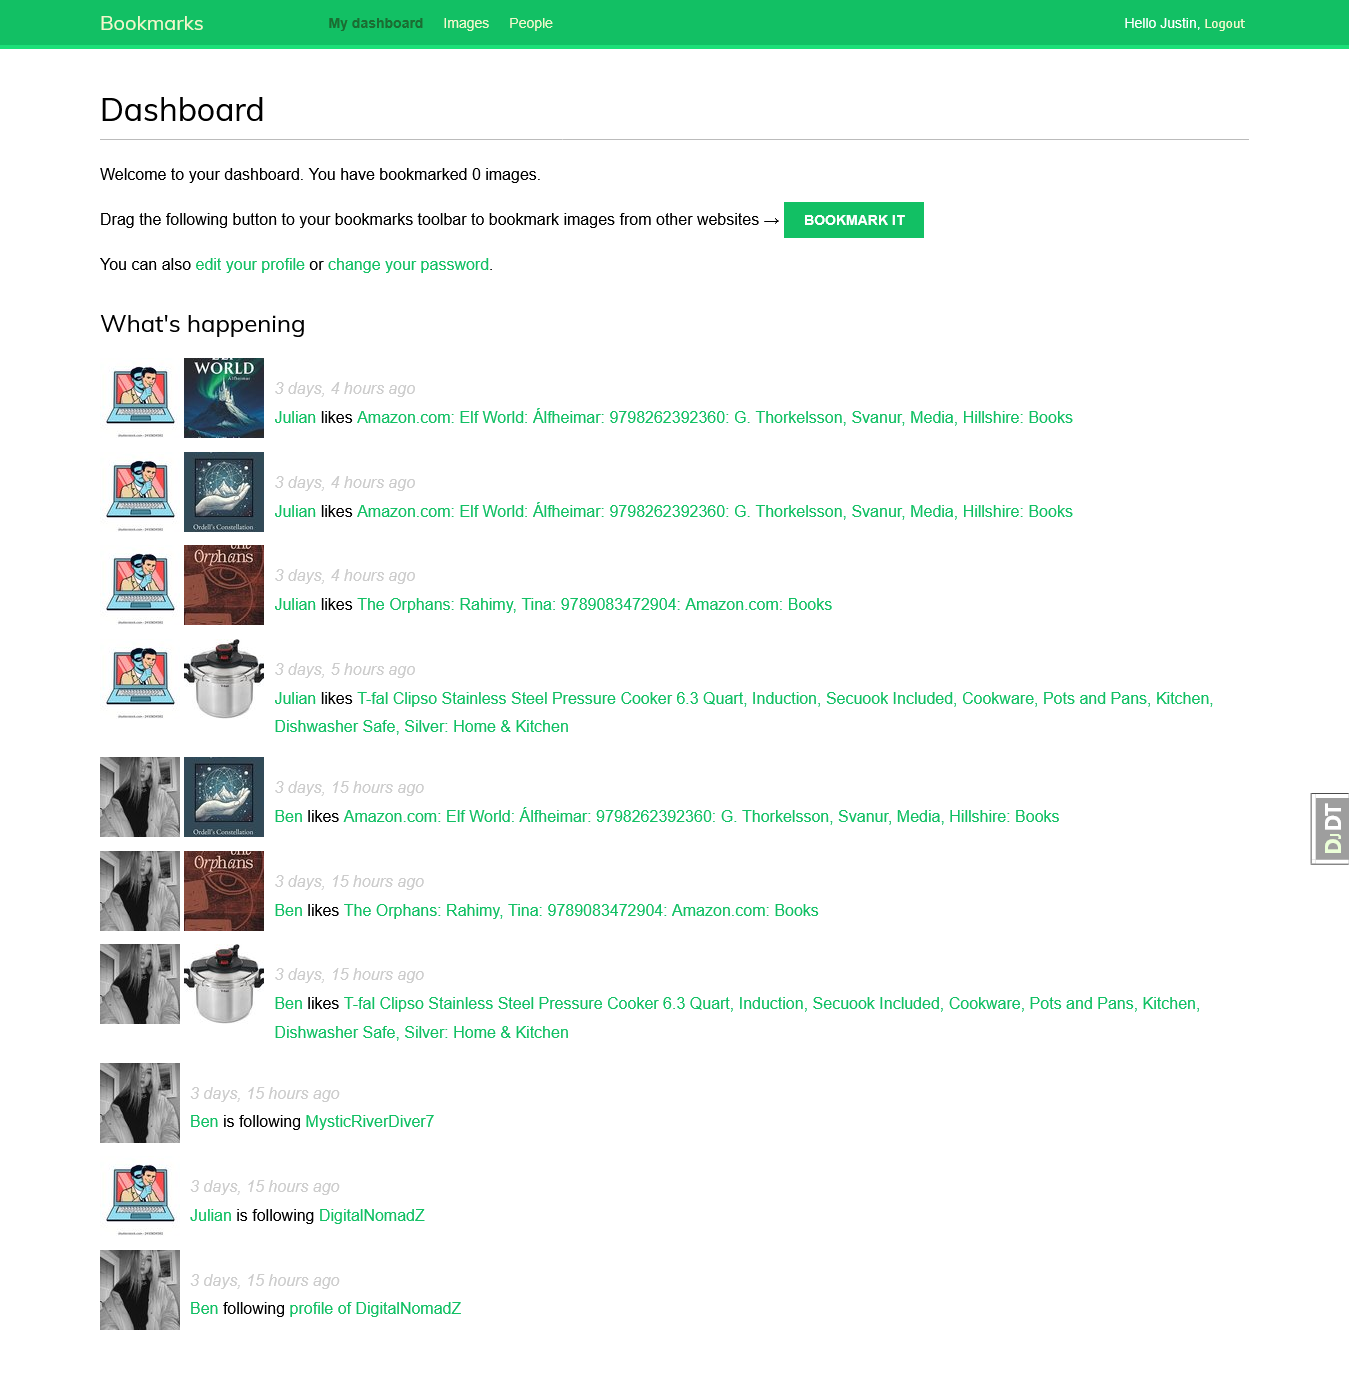 Bookmarks My dashboard Images People Hello Justin, Logout
Dashboard
Welcome to your dashboard. You have bookmarked 0 images.
Drag the following button to your bookmarks toolbar to bookmark images from other websites → BOOKMARK IT
You can also edit your profile or change your password.
What's happening
WORLD
Álfheimar
3 days, 4 hours ago
Julian likes Amazon.com: Elf World: Álfheimar: 9798262392360: G. Thorkelsson, Svanur, Media, Hillshire: Books
Ordell's Constellation
3 days, 4 hours ago
Julian likes Amazon.com: Elf World: Álfheimar: 9798262392360: G. Thorkelsson, Svanur, Media, Hillshire: Books
the
Orphans
3 days, 4 hours ago
Julian likes The Orphans: Rahimy, Tina: 9789083472904: Amazon.com: Books
3 days, 5 hours ago
Julian likes T-fal Clipso Stainless Steel Pressure Cooker 6.3 Quart, Induction, Secuook Included, Cookware, Pots and Pans, Kitchen,
Dishwasher Safe, Silver: Home & Kitchen
Ordell's Constellation
3 days, 15 hours ago
Ben likes Amazon.com: Elf World: Álfheimar: 9798262392360: G. Thorkelsson, Svanur, Media, Hillshire: Books
DJDT
the
Orphans
3 days, 15 hours ago
Ben likes The Orphans: Rahimy, Tina: 9789083472904: Amazon.com: Books
3 days, 15 hours ago
Ben likes T-fal Clipso Stainless Steel Pressure Cooker 6.3 Quart, Induction, Secuook Included, Cookware, Pots and Pans, Kitchen,
Dishwasher Safe, Silver: Home & Kitchen
3 days, 15 hours ago
Ben is following MysticRiverDiver7
3 days, 15 hours ago
Julian is following DigitalNomadZ
3 days, 15 hours ago
Ben following profile of DigitalNomadZ